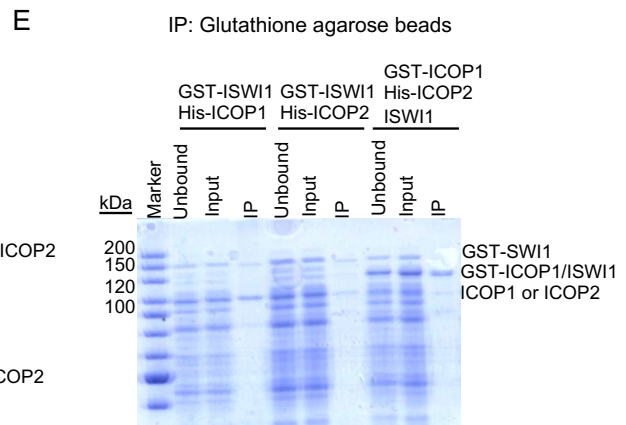 E
IP: Glutathione agarose beads
GST-ISWI1
His-ICOP1
GST-ISWI1
His-ICOP2
GST-ICOP1
His-ICOP2
ISWI1
kDa
Marker
Unbound
Input
IP
Unbound
Input
IP
Unbound
Input
IP
ICOP2
200
150
120
100
GST-SWI1
GST-ICOP1/ISWI1
ICOP1 or ICOP2
COP2